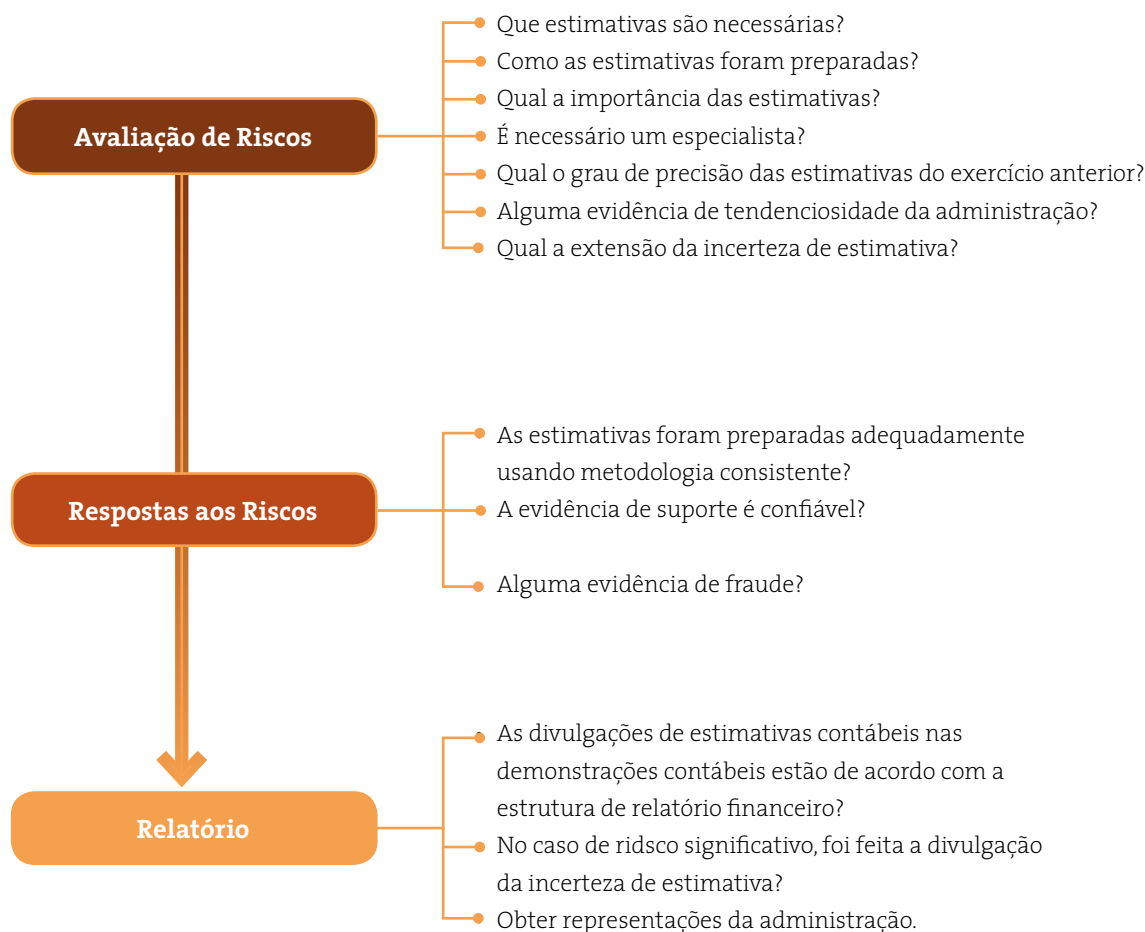 Avaliação de Riscos
Que estimativas são necessárias?
Como as estimativas foram preparadas?
Qual a importância das estimativas?
É necessário um especialista?
Qual o grau de precisão das estimativas do exercício anterior?
Alguma evidência de tendenciosidade da administração?
Qual a extensão da incerteza de estimativa?
Respostas aos Riscos
As estimativas foram preparadas adequadamente
usando metodologia consistente?
A evidência de suporte é confiável?
Alguma evidência de fraude?
Relatório
As divulgações de estimativas contábeis nas
demonstrações contábeis estão de acordo com a
estrutura de relatório financeiro?
No caso de ridsco significativo, foi feita a divulgação
da incerteza de estimativa?
Obter representações da administração.